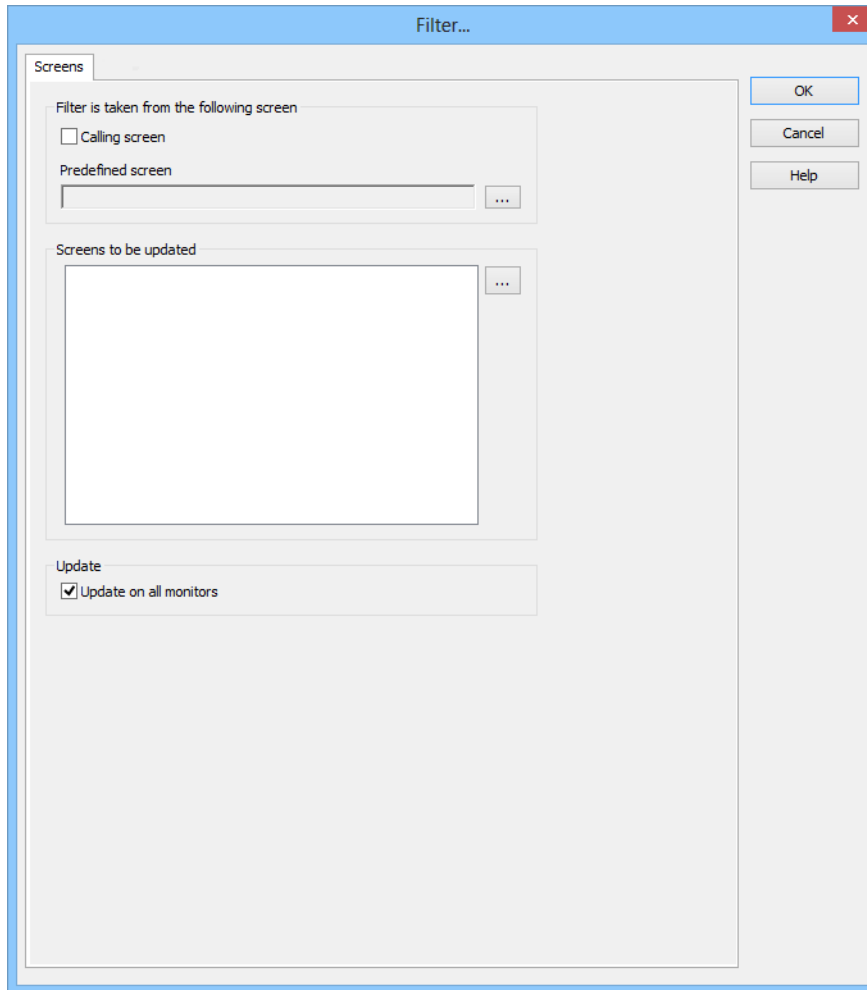 Filter...
Screens
Filter is taken from the following screen
Calling screen
Predefined screen
...
Screens to be updated
...
Update
Update on all monitors
OK
Cancel
Help